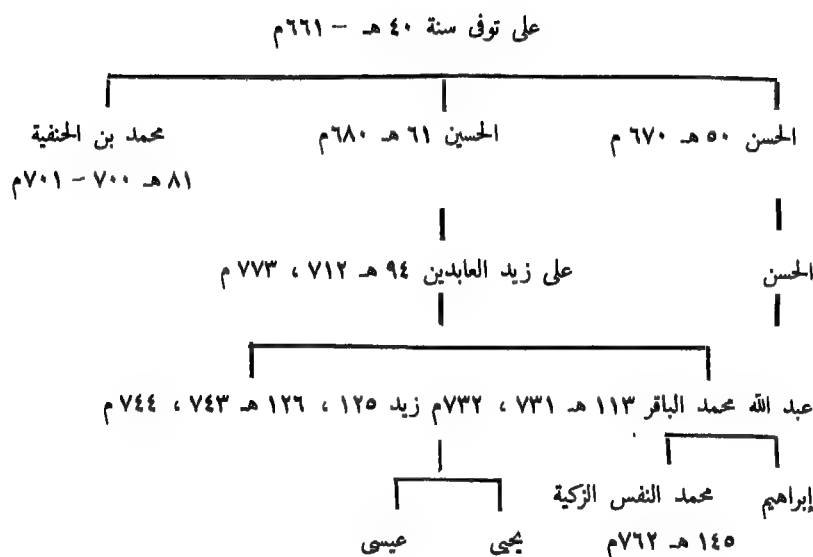 على توفى سنة ٤٠ هـ – ٦٦١م
الحسن ٥٠ هـ ٦٧٠ م الحسين ٦١ هـ ٦٨٠م محمد بن الحنفية
٨١ هـ ٧٠٠ – ٧٠١م
الحسن على زيد العابدين ٩٤ هـ ٧١٢ ، ٧٧٣ م
عبد الله محمد الباقر ١١٣ هـ ٧٣١ ، ٧٣٢م زيد ١٢٥ ، ١٢٦ هـ ٧٤٣ ، ٧٤٤ م
إبراهيم محمد النفس الزكية يحيى عيسى
١٤٥ هـ ٧٦٢م